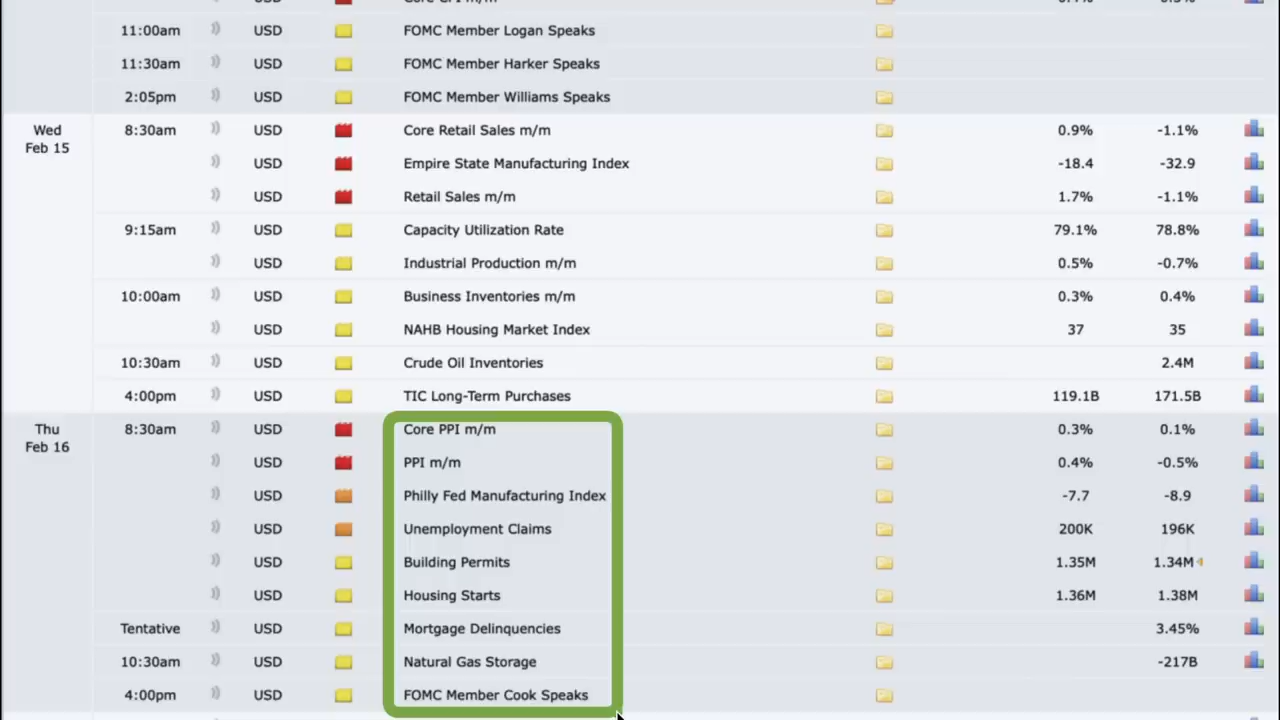 11:00am USD FOMC Member Logan Speaks
11:30am USD FOMC Member Harker Speaks
2:05pm USD FOMC Member Williams Speaks
Wed Feb 15 8:30am USD Core Retail Sales m/m 0.9% -1.1%
USD Empire State Manufacturing Index -18.4 -32.9
USD Retail Sales m/m 1.7% -1.1%
9:15am USD Capacity Utilization Rate 79.1% 78.8%
USD Industrial Production m/m 0.5% -0.7%
10:00am USD Business Inventories m/m 0.3% 0.4%
USD NAHB Housing Market Index 37 35
10:30am USD Crude Oil Inventories 2.4M
4:00pm USD TIC Long-Term Purchases 119.1B 171.5B
Thu Feb 16 8:30am USD Core PPI m/m 0.3% 0.1%
USD PPI m/m 0.4% -0.5%
USD Philly Fed Manufacturing Index -7.7 -8.9
USD Unemployment Claims 200K 196K
USD Building Permits 1.35M 1.34M
USD Housing Starts 1.36M 1.38M
Tentative USD Mortgage Delinquencies 3.45%
10:30am USD Natural Gas Storage -217B
4:00pm USD FOMC Member Cook Speaks